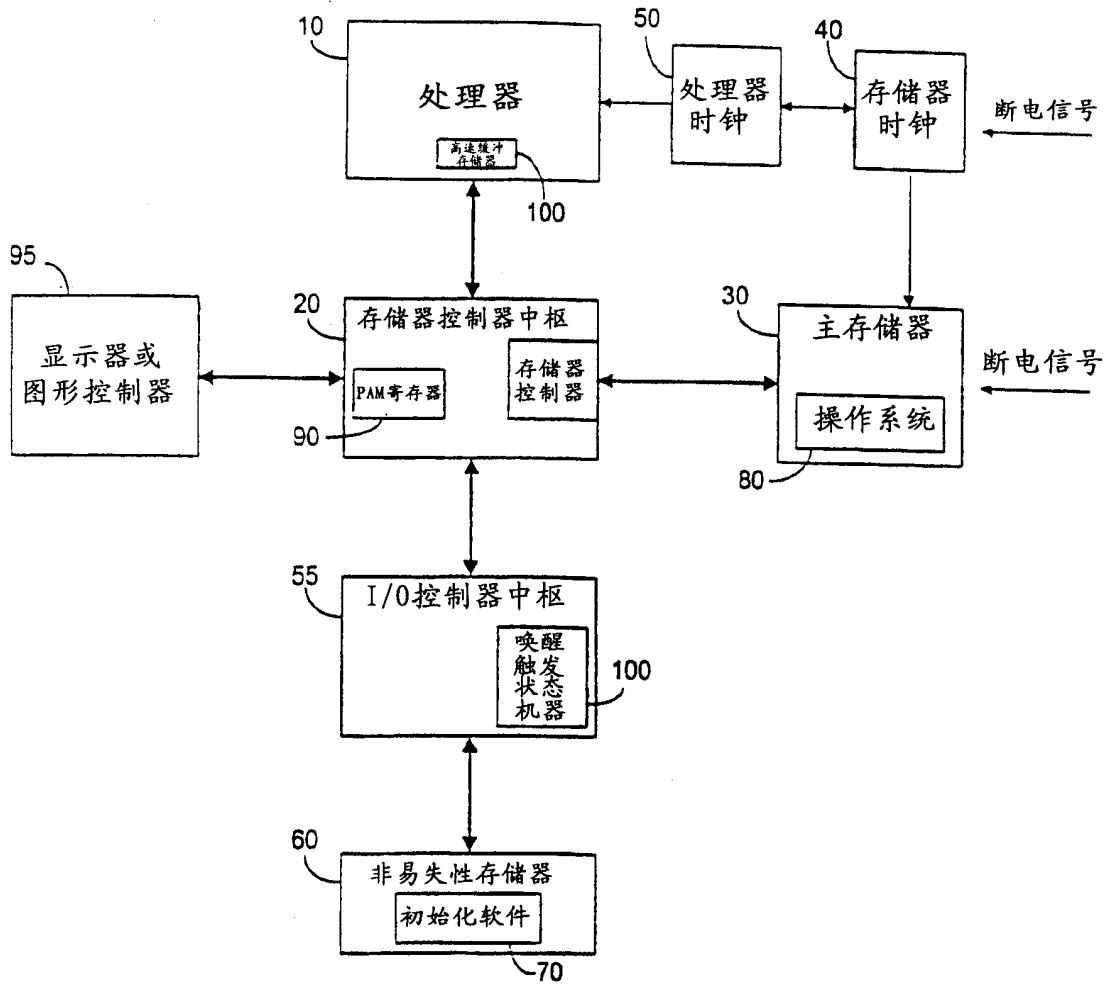 10
处理器
高速缓冲
存储器
100
50
处理器
时钟
40
存储器
时钟
断电信号
95
显示器或
图形控制器
20
存储器控制器中枢
PAM寄存器
90
存储器
控制器
30
主存储器
操作系统
80
断电信号
55
I/O控制器中枢
唤醒
触发
状态
机器
100
60
非易失性存储器
初始化软件
70